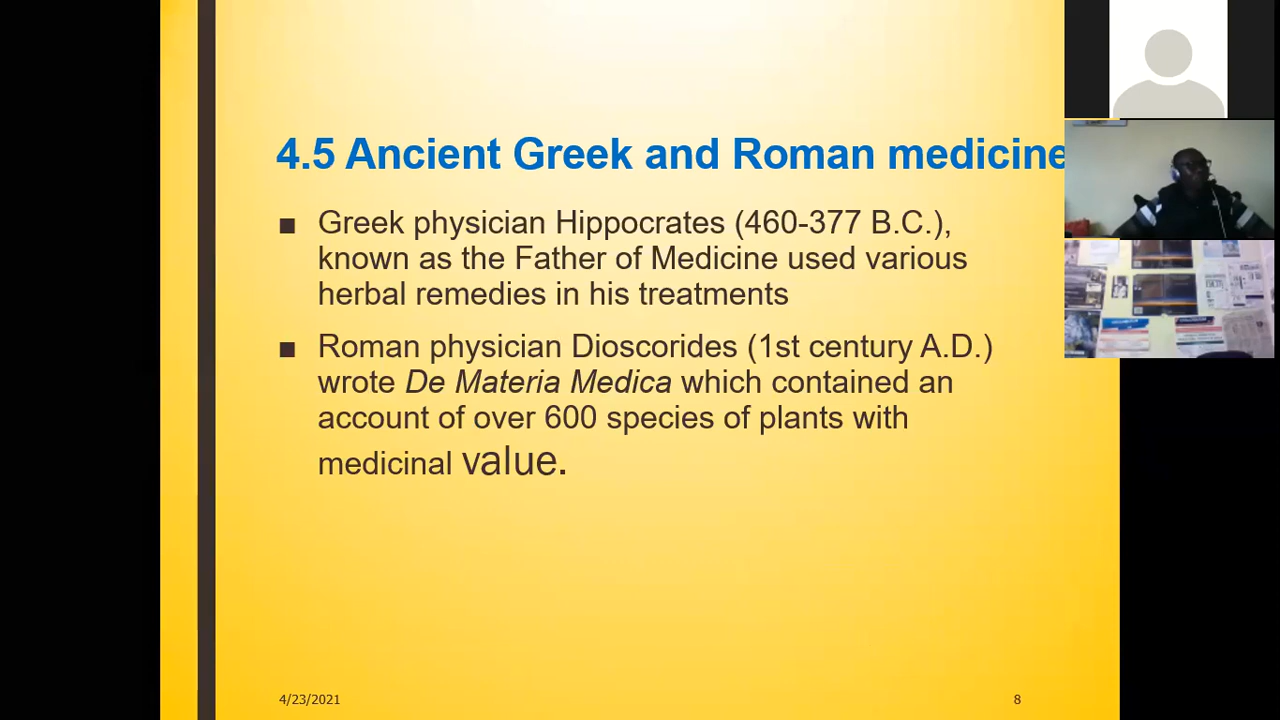 4.5 Ancient Greek and Roman medicine
■ Greek physician Hippocrates (460-377 B.C.),
known as the Father of Medicine used various
herbal remedies in his treatments
■ Roman physician Dioscorides (1st century A.D.)
wrote De Materia Medica which contained an
account of over 600 species of plants with
medicinal value.
4/23/2021
8